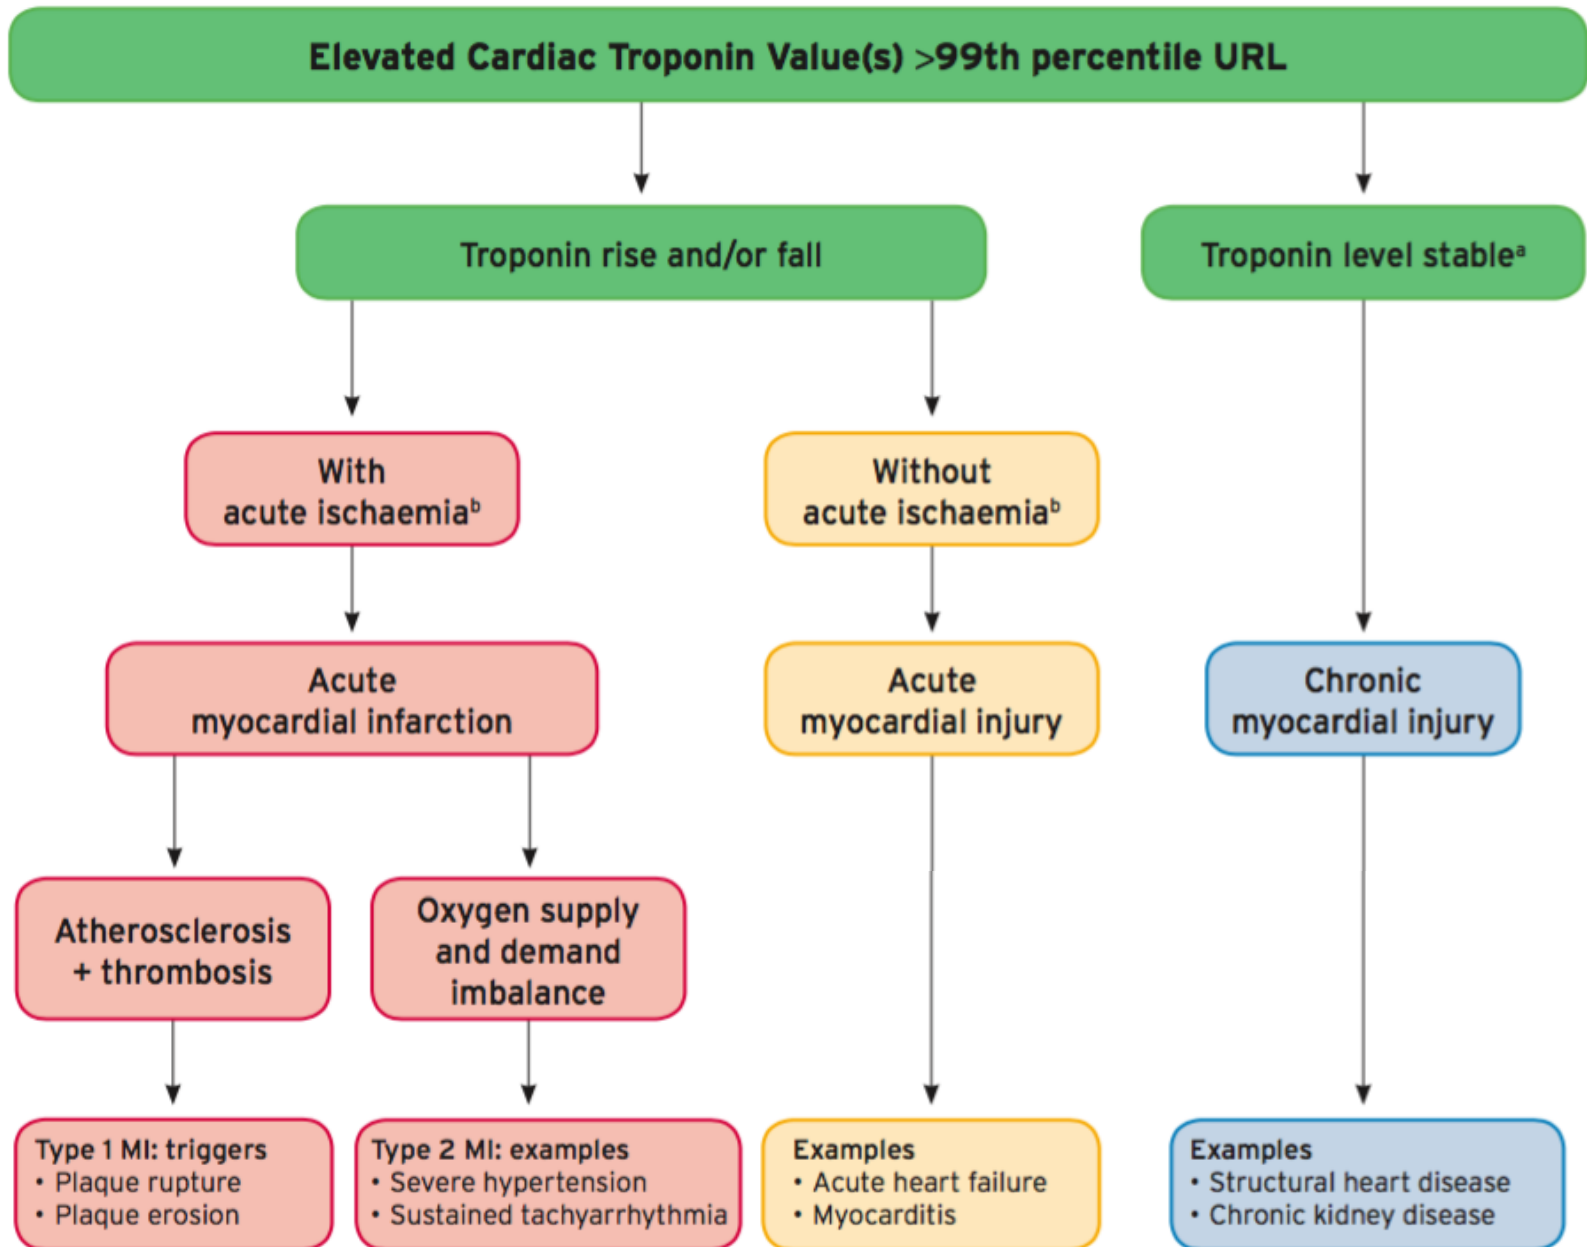 Elevated Cardiac Troponin Value(s) >99th percentile URL
Troponin rise and/or fall
Troponin level stableᵃ
With
acute ischaemiaᵇ
Without
acute ischaemiaᵇ
Acute
myocardial infarction
Acute
myocardial injury
Chronic
myocardial injury
Atherosclerosis
+ thrombosis
Oxygen supply
and demand
imbalance
Type 1 MI: triggers
• Plaque rupture
• Plaque erosion
Type 2 MI: examples
• Severe hypertension
• Sustained tachyarrhythmia
Examples
• Acute heart failure
• Myocarditis
Examples
• Structural heart disease
• Chronic kidney disease